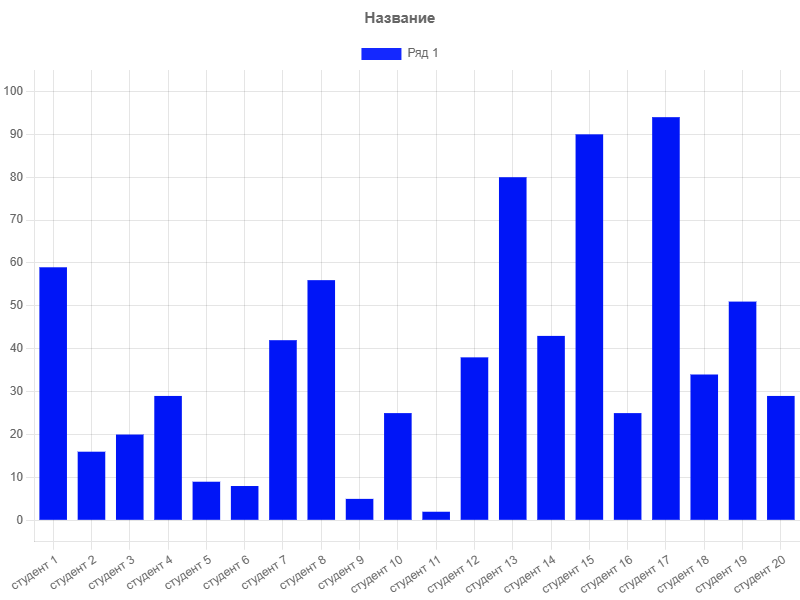 Название
Ряд 1
100
90
80
70
60
50
40
30
20
10
0
студент 1
студент 2
студент 3
студент 4
студент 5
студент 6
студент 7
студент 8
студент 9
студент 10
студент 11
студент 12
студент 13
студент 14
студент 15
студент 16
студент 17
студент 18
студент 19
студент 20